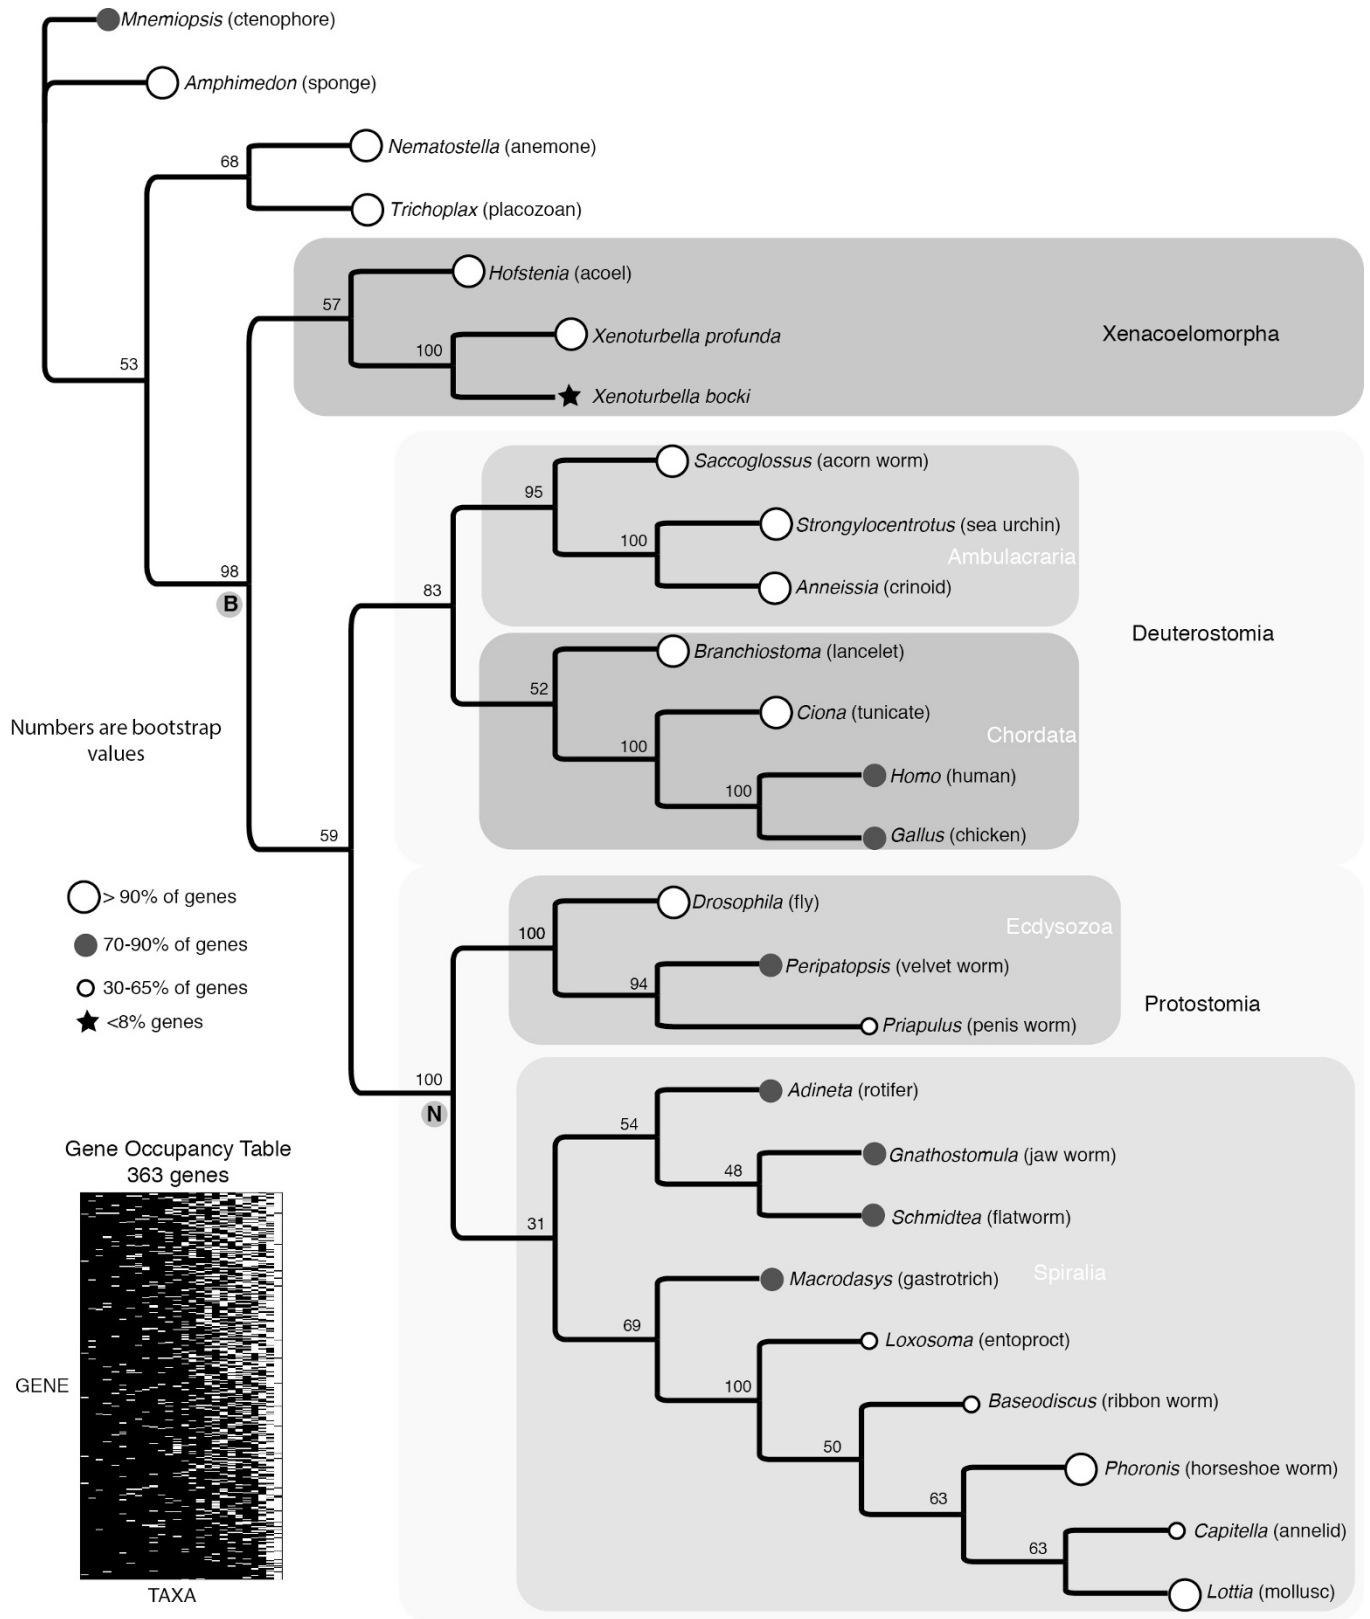 Mnemiopsis (ctenophore)
Amphimedon (sponge)
Nematostella (anemone)
68
Trichoplax (placozoan)
Hofstenia (acoel)
57
Xenoturbella profunda
Xenacoelomorpha
100
53
Xenoturbella bocki
Saccoglossus (acorn worm)
95
Strongylocentrotus (sea urchin)
100
Ambulacraria
98
Anneissia (crinoid)
83
B
Deuterostomia
Branchiostoma (lancelet)
52
Ciona (tunicate)
Numbers are bootstrap
values
Chordata
100
Homo (human)
100
Gallus (chicken)
59
> 90% of genes
70-90% of genes
30-65% of genes
<8% genes
Drosophila (fly)
Ecdysozoa
100
Peripatopsis (velvet worm)
94
Protostomia
Priapulus (penis worm)
100
N
Adineta (rotifer)
54
Gnathostomula (jaw worm)
48
Schmidtea (flatworm)
31
Macrodasys (gastrotrich)
Spiralia
69
Loxosoma (entoproct)
100
Baseodiscus (ribbon worm)
50
Phoronis (horseshoe worm)
63
Capitella (annelid)
63
Lottia (mollusc)
Gene Occupancy Table
363 genes
GENE
TAXA